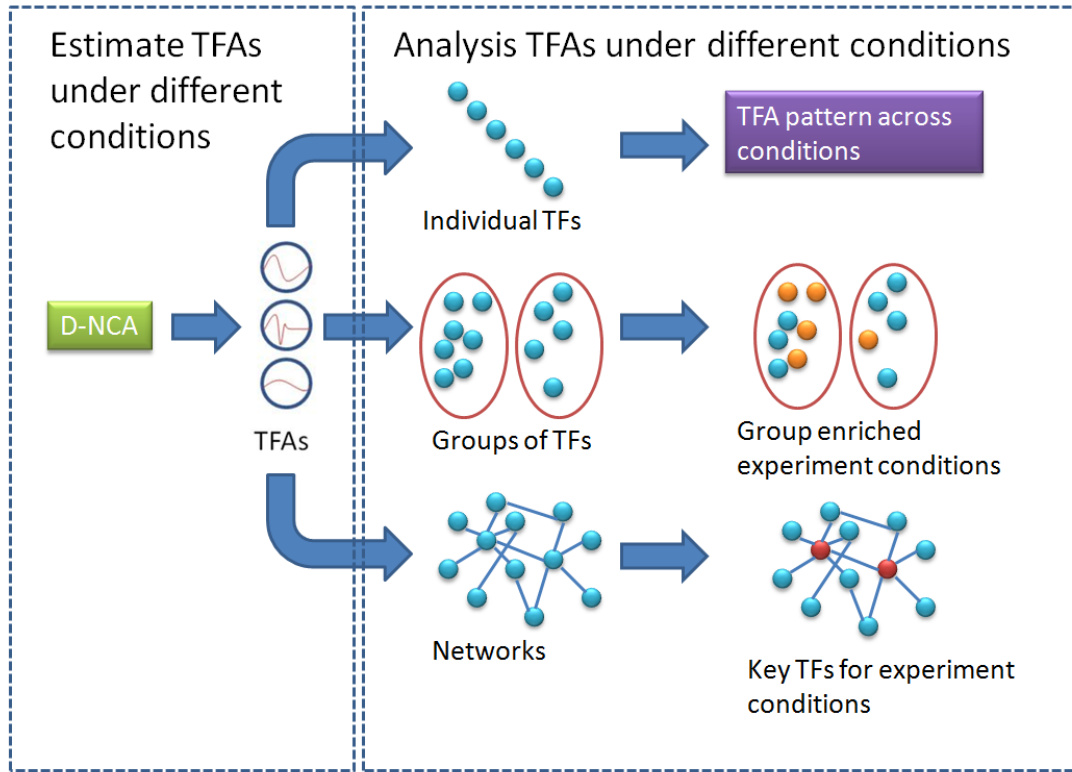 Estimate TFAs
under different
conditions
Analysis TFAs under different conditions
TFA pattern across
conditions
Individual TFs
D-NCA
TFAs
Groups of TFs
Group enriched
experiment conditions
Networks
Key TFs for experiment
conditions